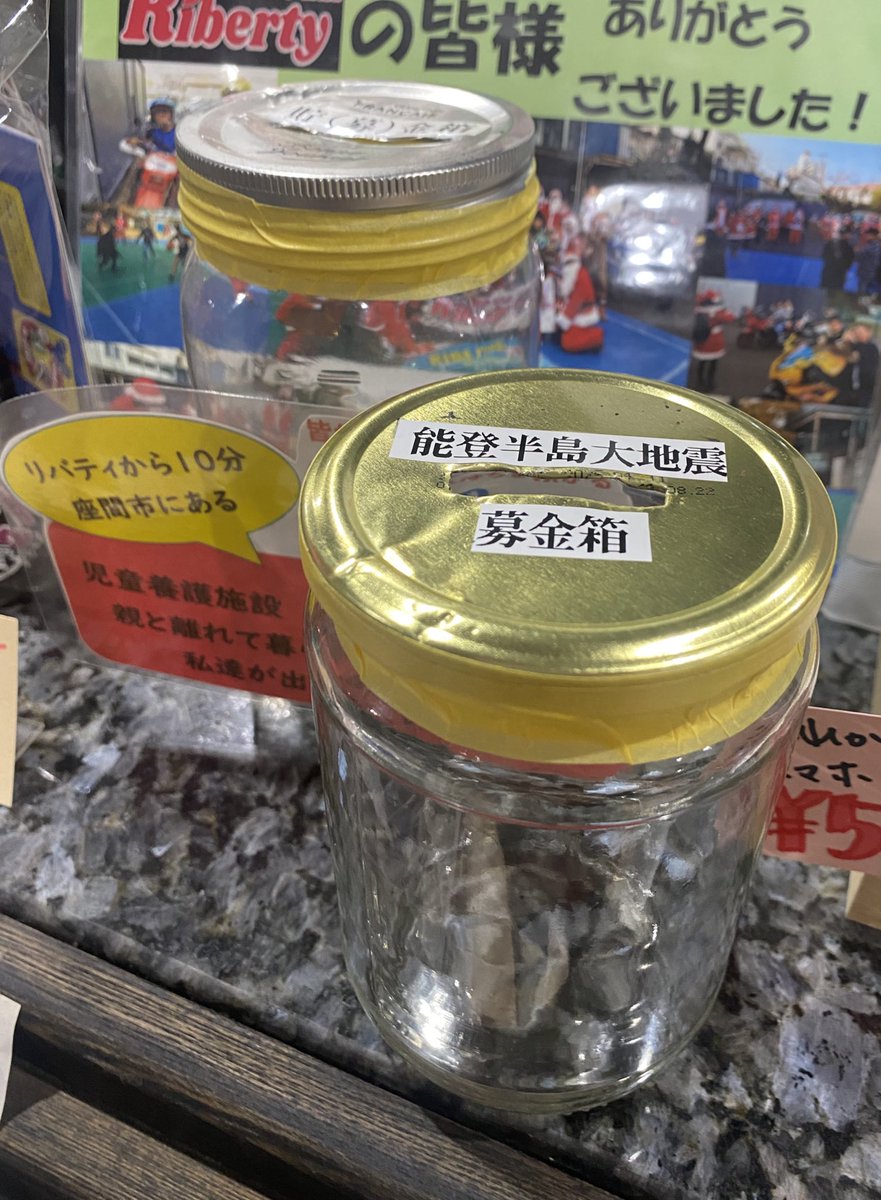 Riberty
の皆様
ありがとう
ございました！
リバティから10分
座間市にある
児童養護施設
親と離れて暮
私達が出
能登半島大地震
募金箱
マホ
¥5